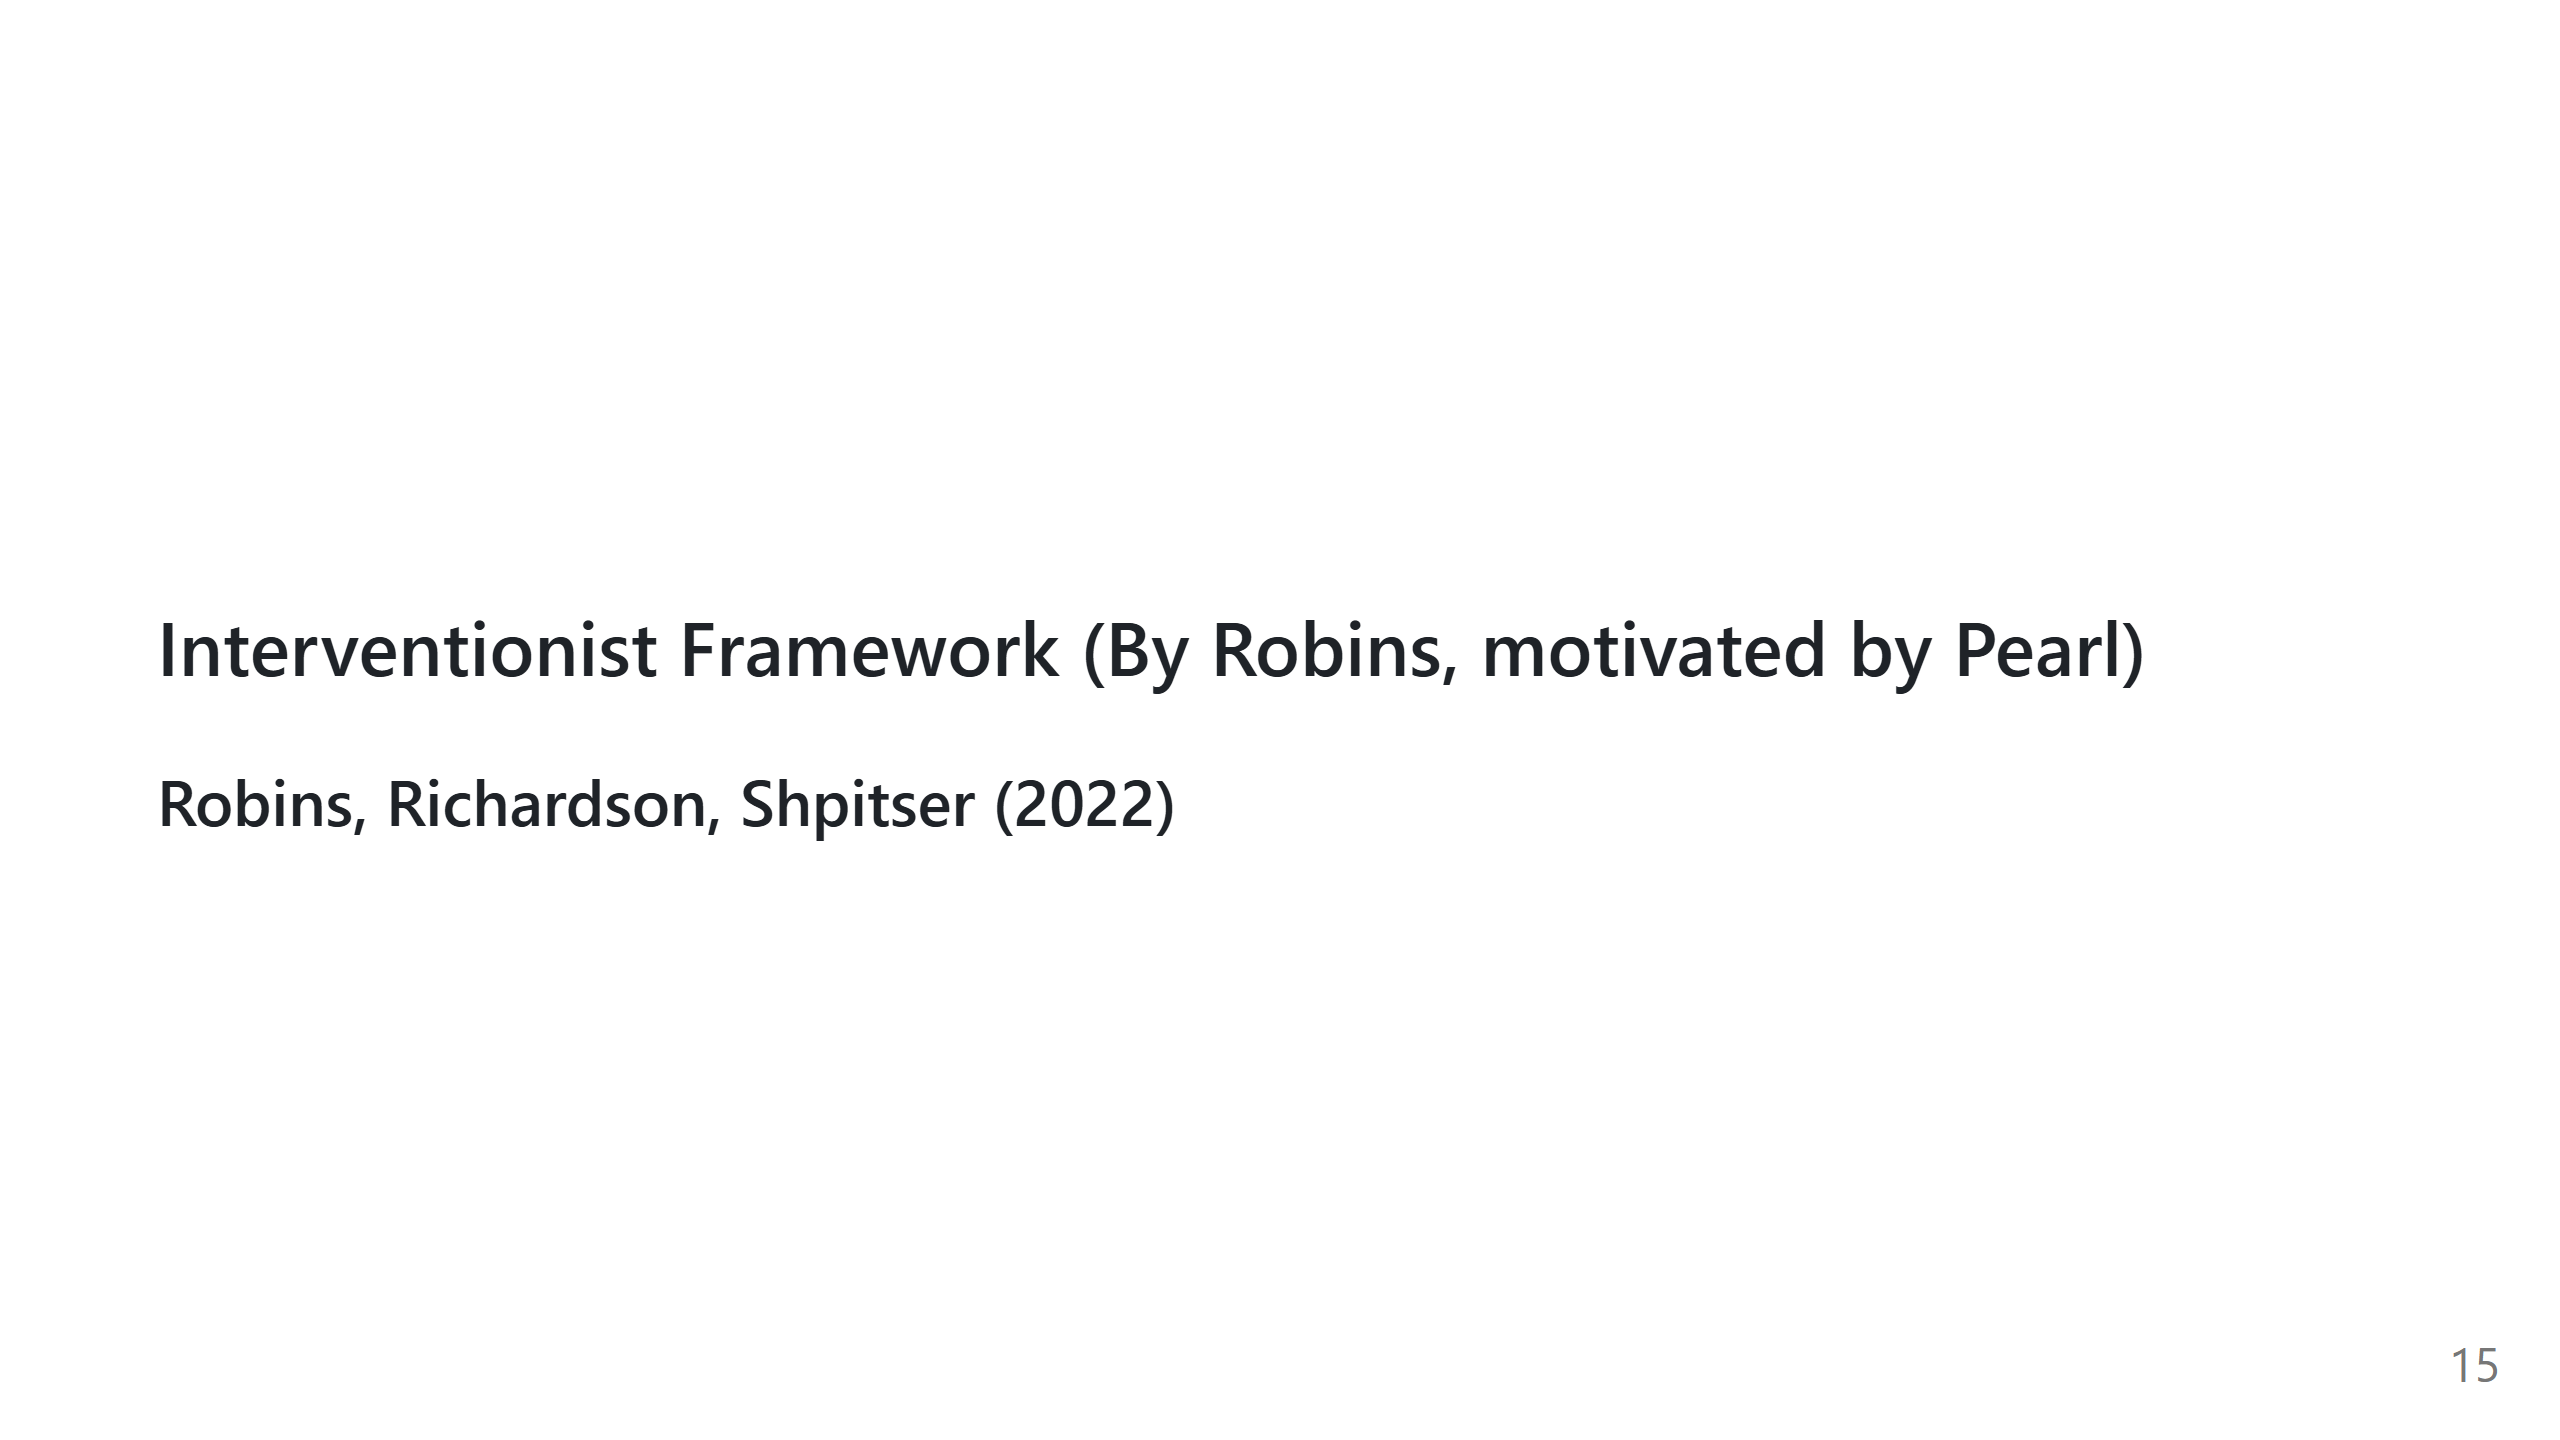 Interventionist Framework (By Robins, motivated by Pearl)
Robins, Richardson, Shpitser (2022)
15